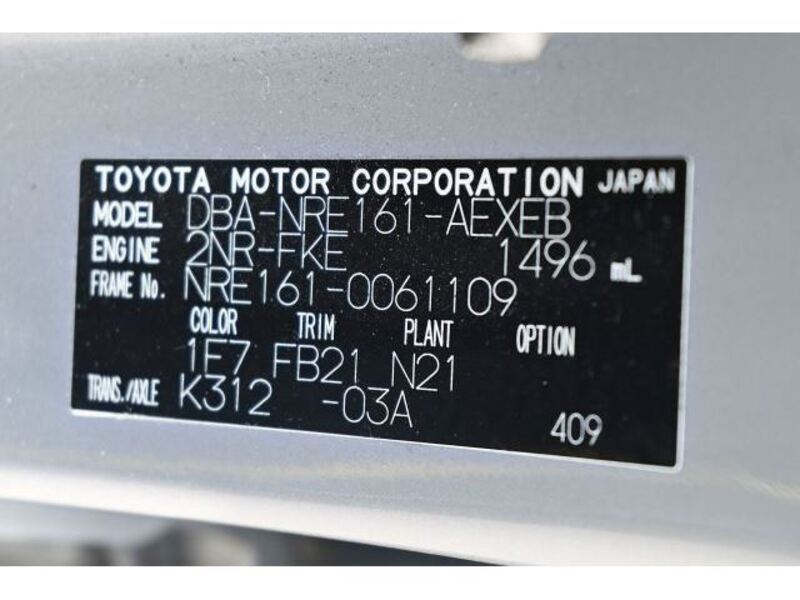 TOYOTA MOTOR CORPORATION JAPAN
MODEL DBA-NRE161-AEXEB
ENGINE 2NR-FKE 1496 mL
FRAME No. NRE161-0061109
COLOR TRIM PLANT OPTION
1F7 FB21 N21
TRANS./AXLE K312 -03A
409